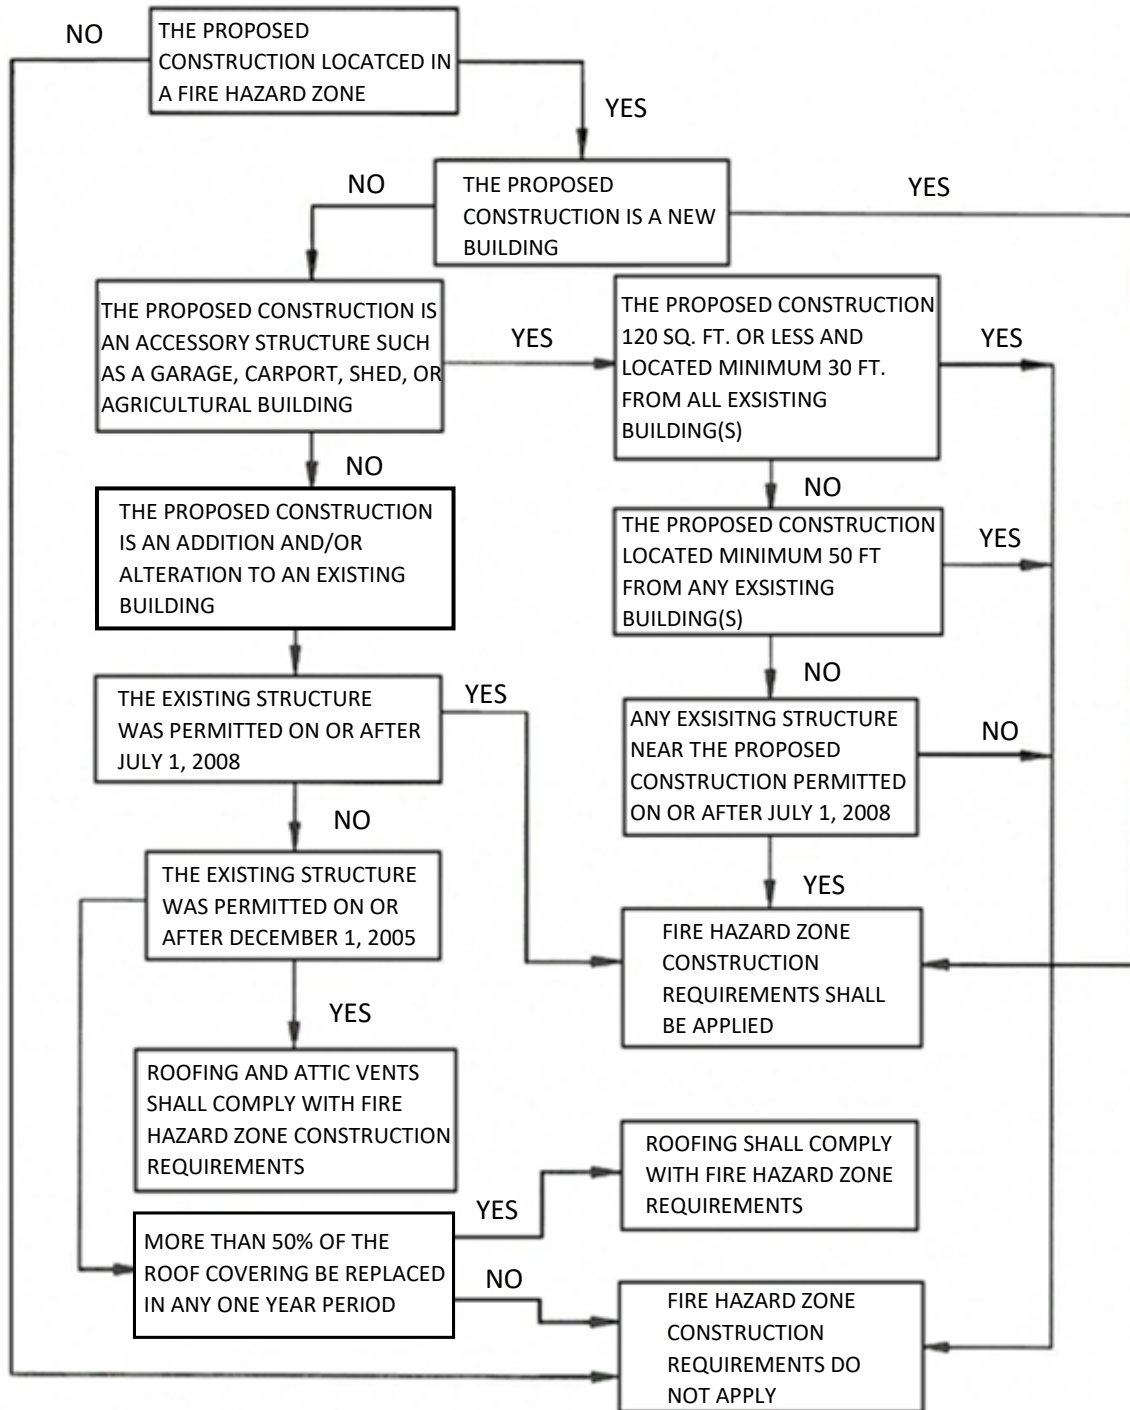 NO
THE PROPOSED
CONSTRUCTION LOCATCED IN
A FIRE HAZARD ZONE
YES
THE PROPOSED
CONSTRUCTION IS A NEW
BUILDING
NO
YES
THE PROPOSED CONSTRUCTION IS
AN ACCESSORY STRUCTURE SUCH
AS A GARAGE, CARPORT, SHED, OR
AGRICULTURAL BUILDING
YES
THE PROPOSED CONSTRUCTION
120 SQ. FT. OR LESS AND
LOCATED MINIMUM 30 FT.
FROM ALL EXSISTING
BUILDING(S)
YES
NO
NO
THE PROPOSED CONSTRUCTION
IS AN ADDITION AND/OR
ALTERATION TO AN EXISTING
BUILDING
THE PROPOSED CONSTRUCTION
LOCATED MINIMUM 50 FT
FROM ANY EXSISTING
BUILDING(S)
YES
NO
THE EXISTING STRUCTURE
WAS PERMITTED ON OR AFTER
JULY 1, 2008
YES
NO
ANY EXSISITNG STRUCTURE
NEAR THE PROPOSED
CONSTRUCTION PERMITTED
ON OR AFTER JULY 1, 2008
NO
YES
THE EXISTING STRUCTURE
WAS PERMITTED ON OR
AFTER DECEMBER 1, 2005
YES
FIRE HAZARD ZONE
CONSTRUCTION
REQUIREMENTS SHALL
BE APPLIED
ROOFING AND ATTIC VENTS
SHALL COMPLY WITH FIRE
HAZARD ZONE CONSTRUCTION
REQUIREMENTS
MORE THAN 50% OF THE
ROOF COVERING BE REPLACED
IN ANY ONE YEAR PERIOD
YES
NO
ROOFING SHALL COMPLY
WITH FIRE HAZARD ZONE
REQUIREMENTS
FIRE HAZARD ZONE
CONSTRUCTION
REQUIREMENTS DO
NOT APPLY